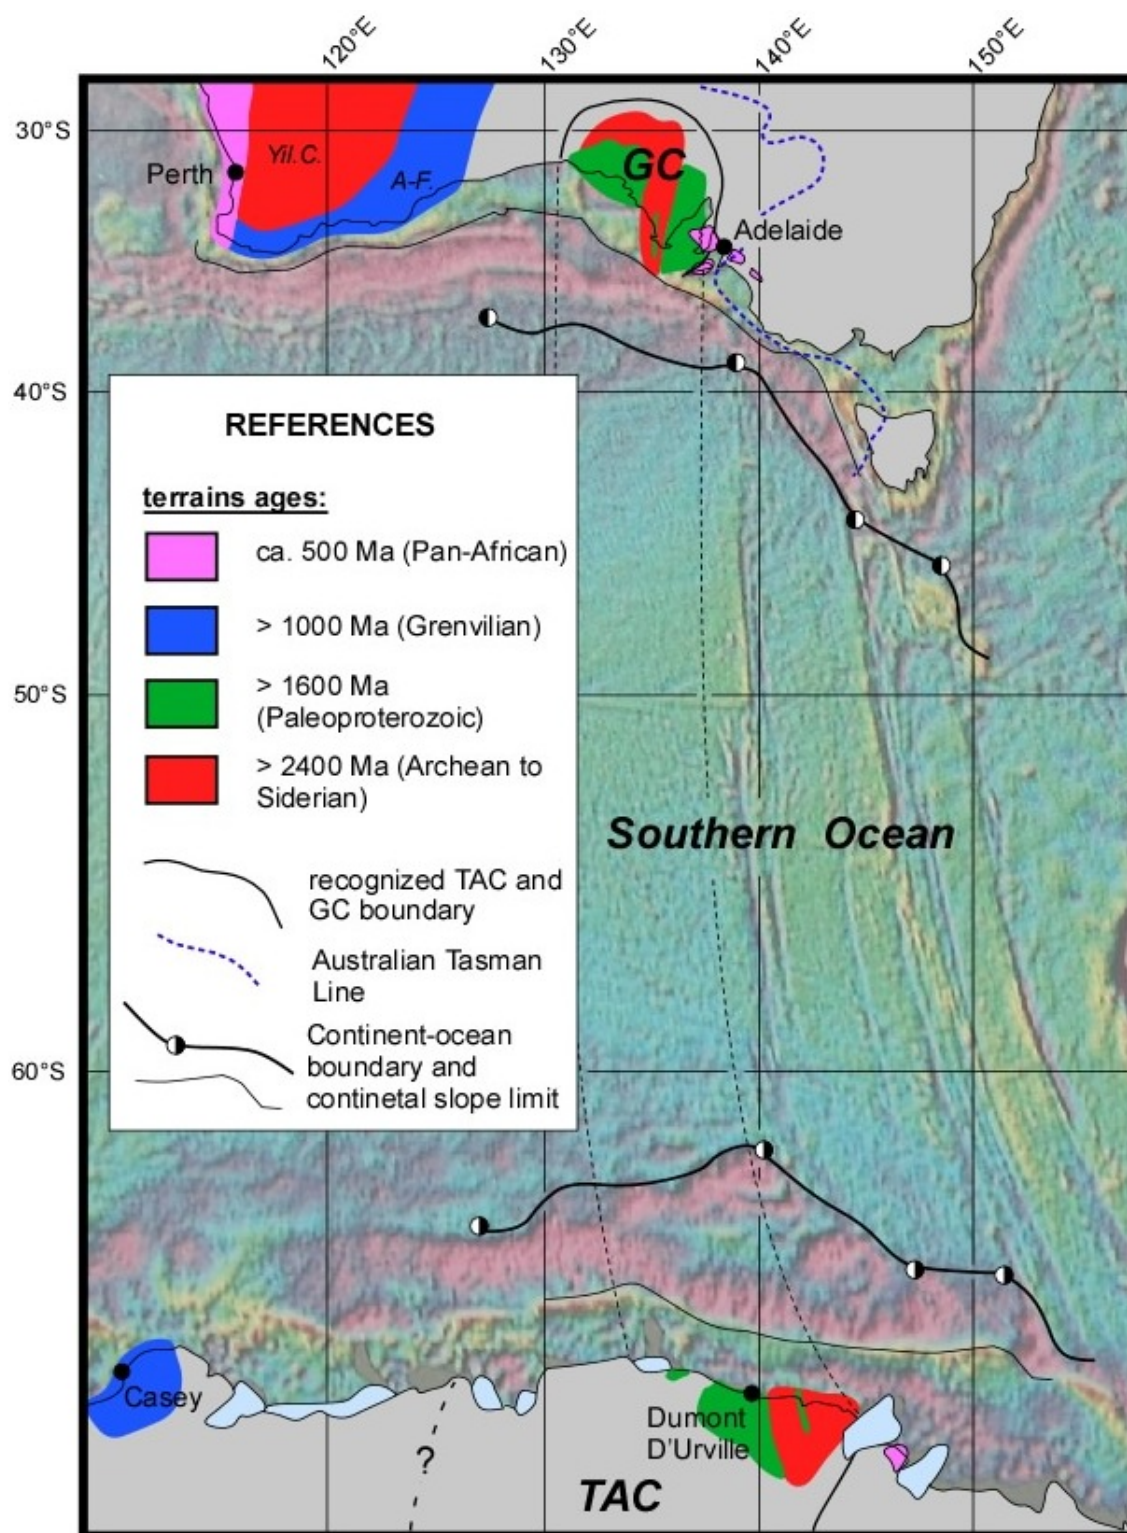 120°E
130°E
140°E
150°E
30°S
Yil.C.
GC
Perth
A-F.
Adelaide
40°S
REFERENCES
terrains ages:
ca. 500 Ma (Pan-African)
> 1000 Ma (Grenvilian)
50°S
> 1600 Ma
(Paleoproterozoic)
> 2400 Ma (Archean to
Siderian)
Southern Ocean
recognized TAC and
GC boundary
Australian Tasman
Line
Continent-ocean
boundary and
continetal slope limit
60°S
Casey
Dumont
D'Urville
?
TAC